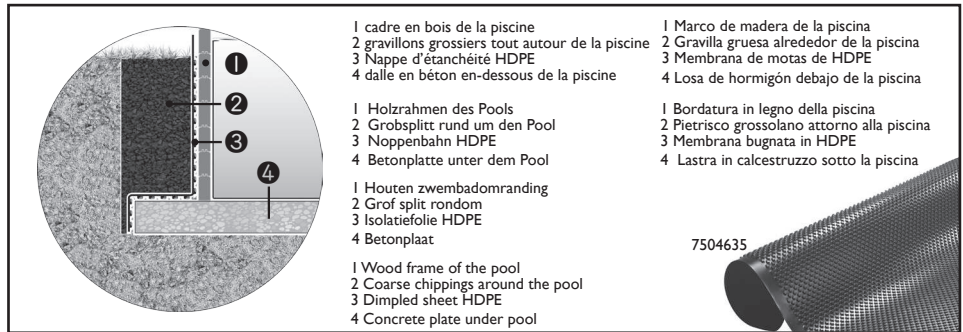 1
2
3
4
1 cadre en bois de la piscine
2 gravillons grossiers tout autour de la piscine
3 Nappe d'étanchéité HDPE
4 dalle en béton en-dessous de la piscine
1 Holzrahmen des Pools
2 Grobsplitt rund um den Pool
3 Noppenbahn HDPE
4 Betonplatte unter dem Pool
1 Houten zwembadomranding
2 Grof split rondom
3 Isolatiefolie HDPE
4 Betonplaat
1 Wood frame of the pool
2 Coarse chippings around the pool
3 Dimpled sheet HDPE
4 Concrete plate under pool
1 Marco de madera de la piscina
2 Gravilla gruesa alrededor de la piscina
3 Membrana de motas de HDPE
4 Losa de hormigón debajo de la piscina
1 Bordatura in legno della piscina
2 Pietrisco grossolano attorno alla piscina
3 Membrana bugnata in HDPE
4 Lastra in calcestruzzo sotto la piscina
7504635